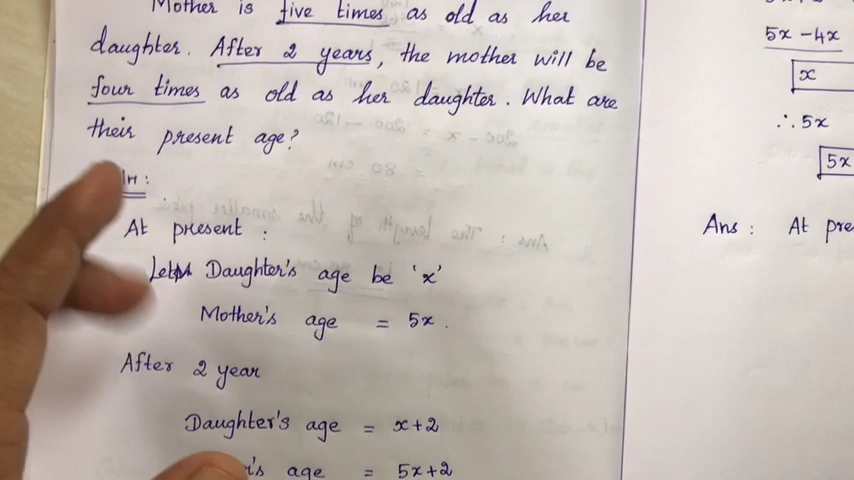 Mother is five times as old as her
daughter. After 2 years, the mother will be
four times as old as her daughter. What are
their present age?
At present :
Let Daughter's age be 'x'
Mother's age = 5x.
After 2 year
Daughter's age = x+2
's age = 5x+2
5x - 4x
x
∴ 5x
5x
Ans : At pre